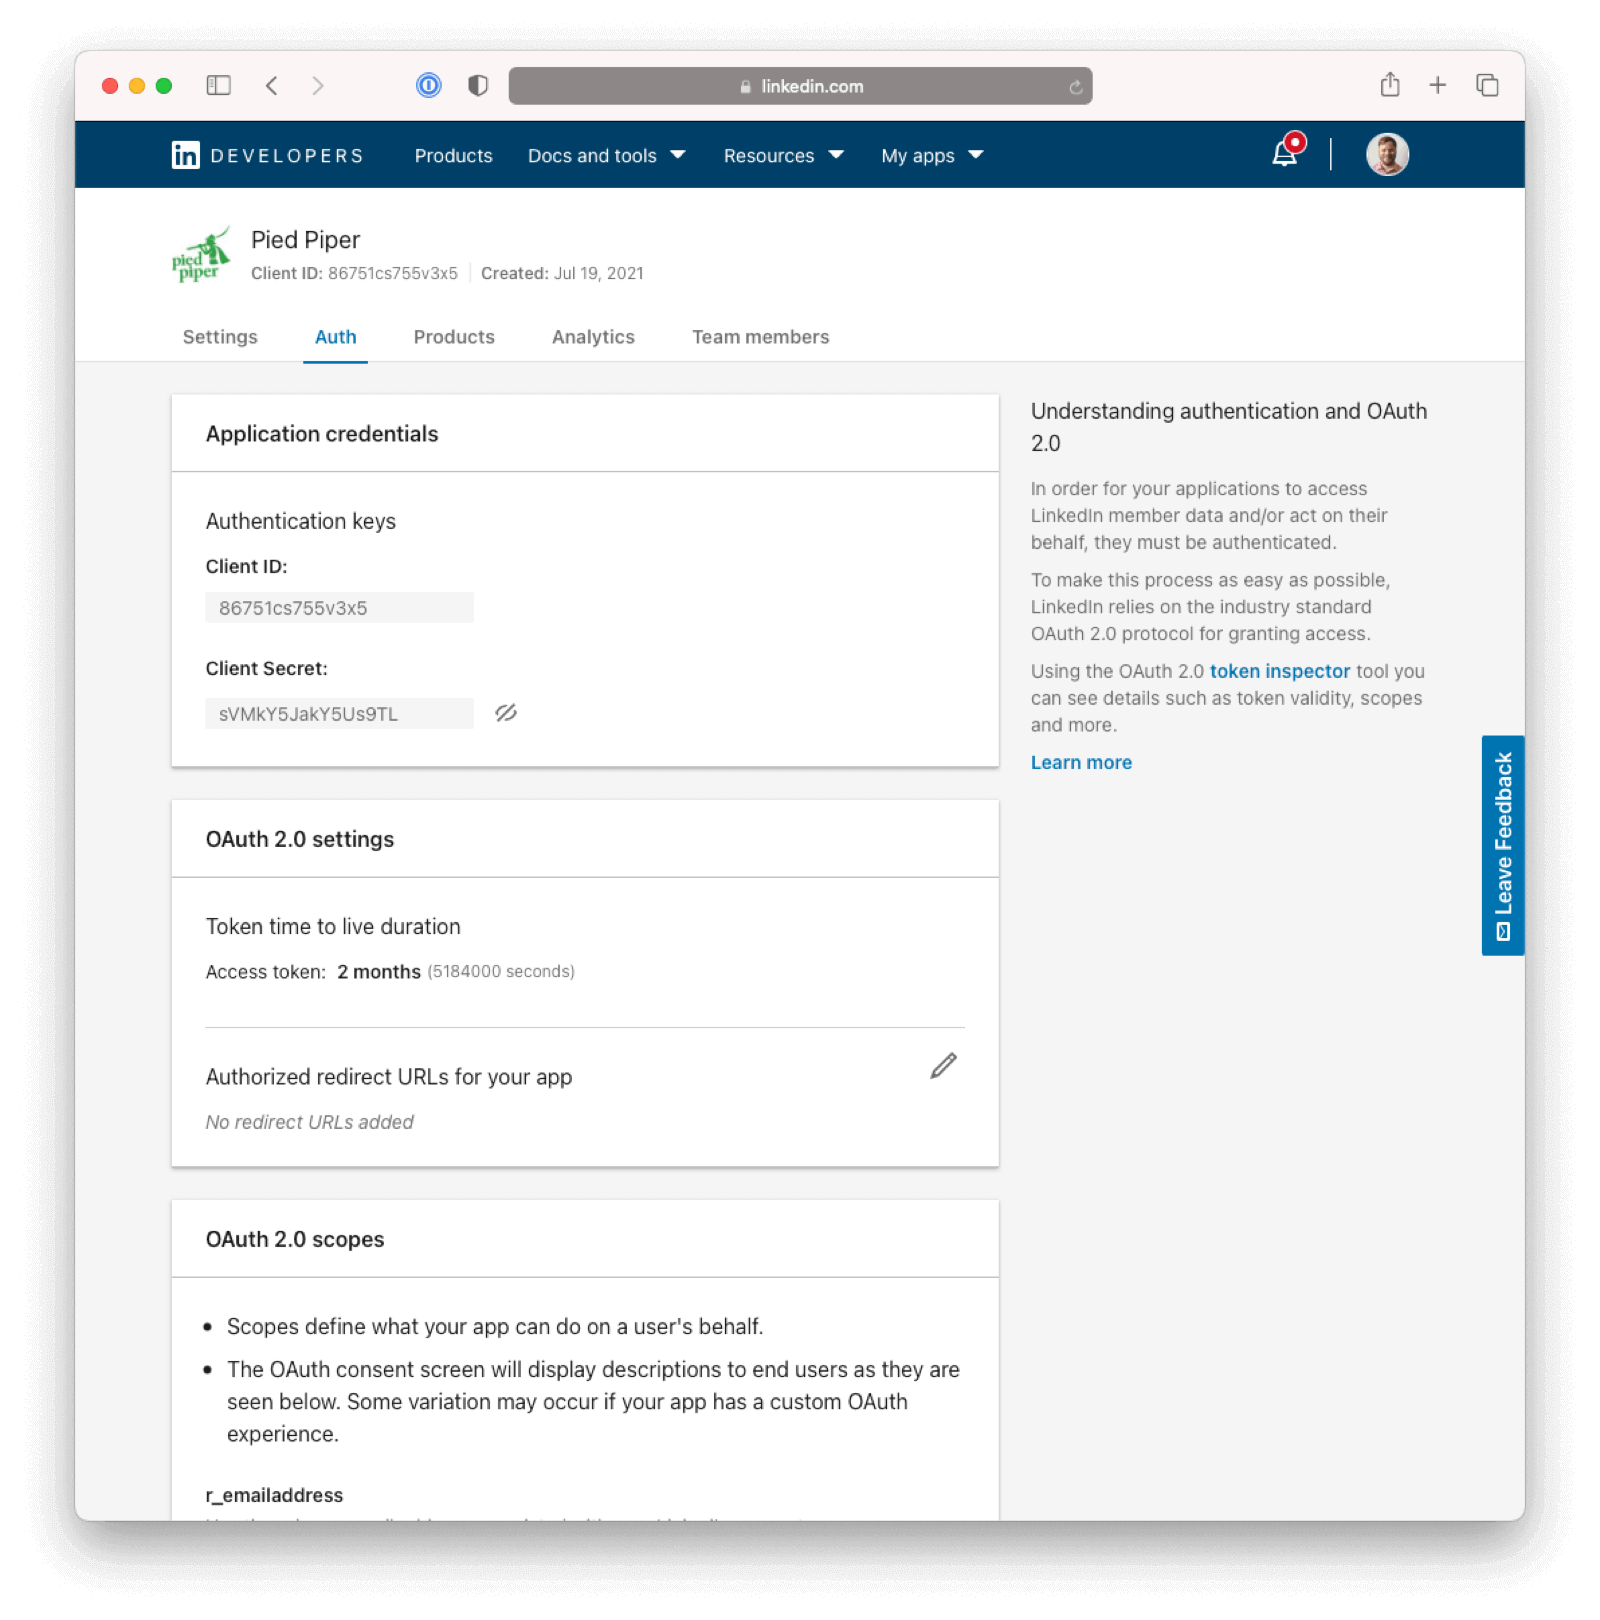 linkedin.com
in DEVELOPERS Products Docs and tools Resources My apps
pied
piper
Pied Piper
Client ID: 86751cs755v3x5 Created: Jul 19, 2021
Settings Auth Products Analytics Team members
Application credentials
Authentication keys
Client ID:
86751cs755v3x5
Client Secret:
sVMkY5JakY5Us9TL
OAuth 2.0 settings
Token time to live duration
Access token: 2 months (5184000 seconds)
Authorized redirect URLs for your app
No redirect URLs added
OAuth 2.0 scopes
• Scopes define what your app can do on a user's behalf.
• The OAuth consent screen will display descriptions to end users as they are
seen below. Some variation may occur if your app has a custom OAuth
experience.
r_emailaddress
Understanding authentication and OAuth
2.0
In order for your applications to access
LinkedIn member data and/or act on their
behalf, they must be authenticated.
To make this process as easy as possible,
LinkedIn relies on the industry standard
OAuth 2.0 protocol for granting access.
Using the OAuth 2.0 token inspector tool you
can see details such as token validity, scopes
and more.
Learn more
Leave Feedback